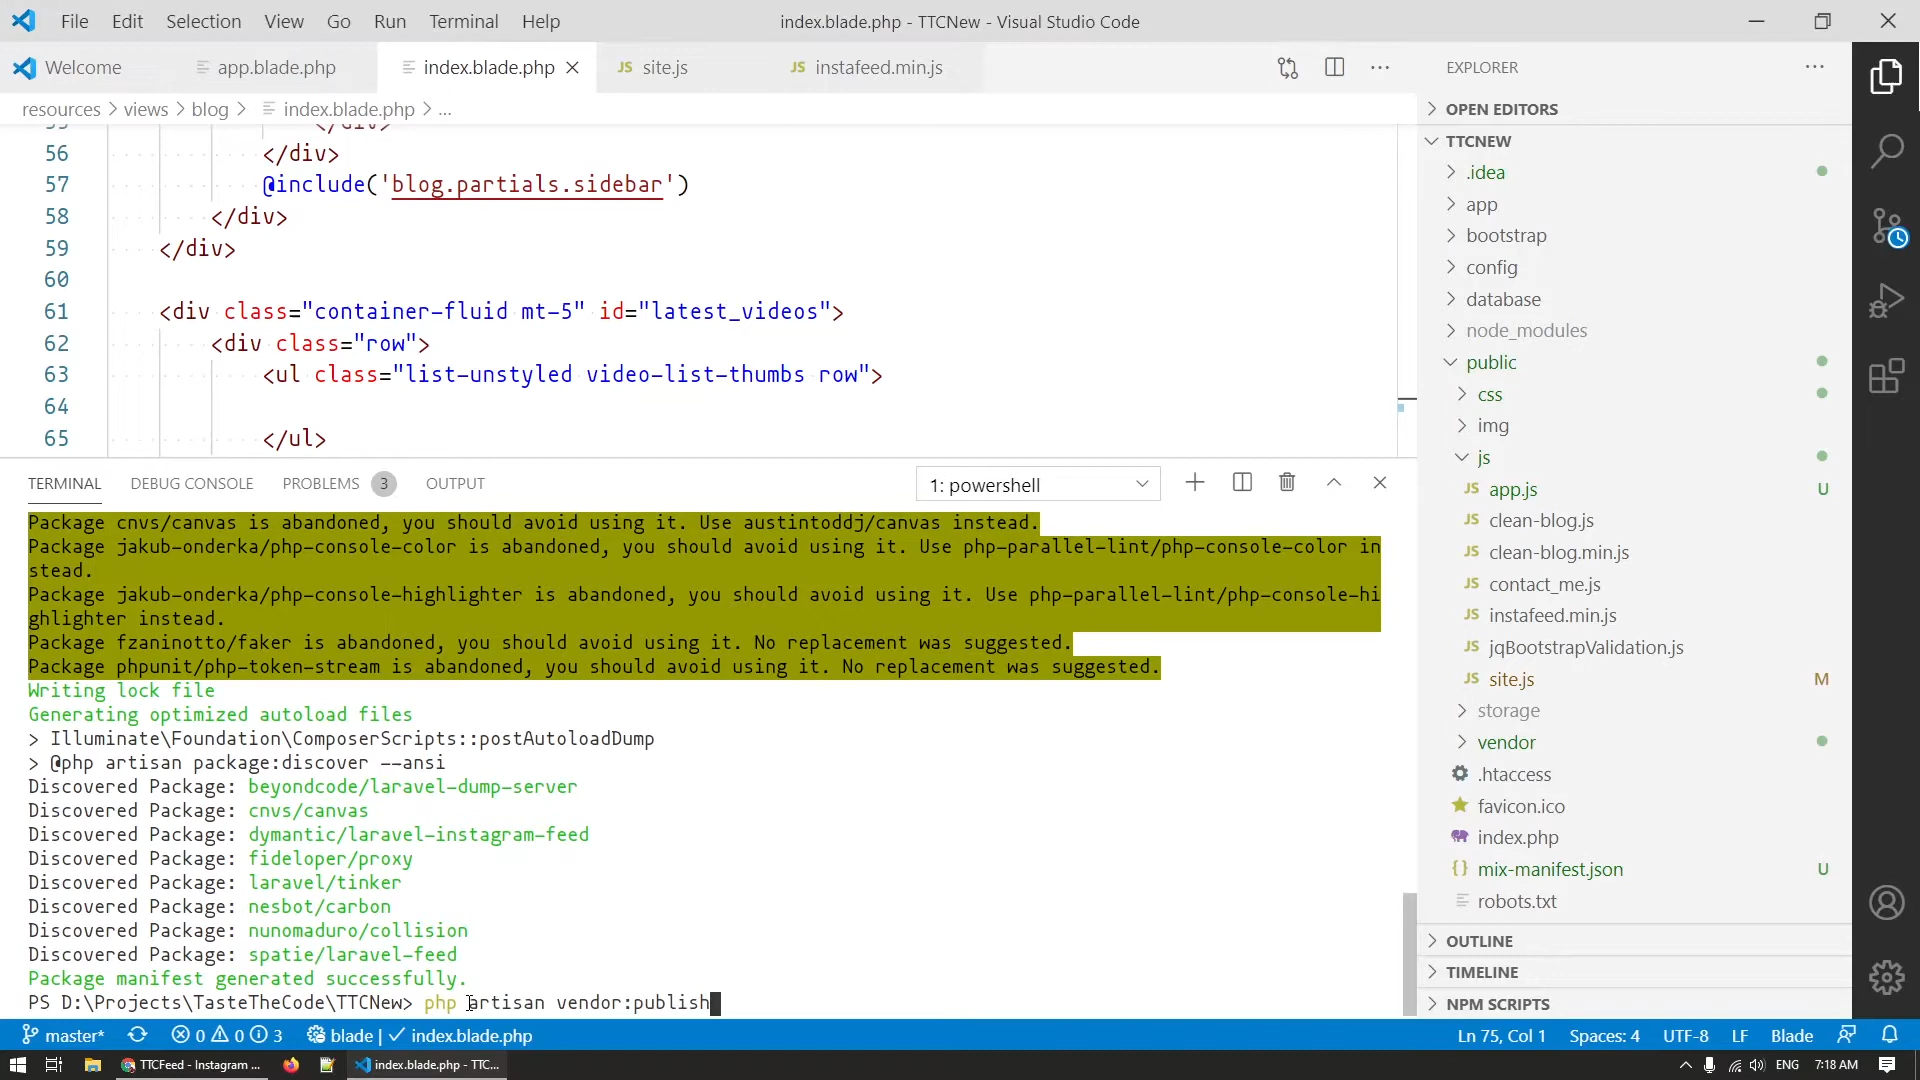 File Edit Selection View Go Run Terminal Help
index.blade.php - TTCNew - Visual Studio Code
Welcome
app.blade.php
index.blade.php
JS site.js
JS instafeed.min.js
EXPLORER
resources > views > blog > index.blade.php > ...
55 </div>
56 </div>
57 @include('blog.partials.sidebar')
58 </div>
59 </div>
60
61 <div class="container-fluid mt-5" id="latest_videos">
62 <div class="row">
63 <ul class="list-unstyled video-list-thumbs row">
64
65 </ul>
TERMINAL DEBUG CONSOLE PROBLEMS 3 OUTPUT
1: powershell
Package cnvs/canvas is abandoned, you should avoid using it. Use austintoddj/canvas instead.
Package jakub-onderka/php-console-color is abandoned, you should avoid using it. Use php-parallel-lint/php-console-color in
stead.
Package jakub-onderka/php-console-highlighter is abandoned, you should avoid using it. Use php-parallel-lint/php-console-hi
ghlighter instead.
Package fzaninotto/faker is abandoned, you should avoid using it. No replacement was suggested.
Package phpunit/php-token-stream is abandoned, you should avoid using it. No replacement was suggested.
Writing lock file
Generating optimized autoload files
> Illuminate\Foundation\ComposerScripts::postAutoloadDump
> @php artisan package:discover --ansi
Discovered Package: beyondcode/laravel-dump-server
Discovered Package: cnvs/canvas
Discovered Package: dymantic/laravel-instagram-feed
Discovered Package: fideloper/proxy
Discovered Package: laravel/tinker
Discovered Package: nesbot/carbon
Discovered Package: nunomaduro/collision
Discovered Package: spatie/laravel-feed
Package manifest generated successfully.
PS D:\Projects\TasteTheCode\TTCNew> php artisan vendor:publish
OPEN EDITORS
TTCNEW
.idea
app
bootstrap
config
database
node_modules
public
css
img
js
JS app.js U
JS clean-blog.js
JS clean-blog.min.js
JS contact_me.js
JS instafeed.min.js
JS jqBootstrapValidation.js
JS site.js M
storage
vendor
.htaccess
favicon.ico
index.php
{} mix-manifest.json U
robots.txt
OUTLINE
TIMELINE
NPM SCRIPTS
master* 0 0 3 blade | index.blade.php
Ln 75, Col 1 Spaces: 4 UTF-8 LF Blade
TTCFeed - Instagram ...
index.blade.php - TTC...
ENG 7:18 AM